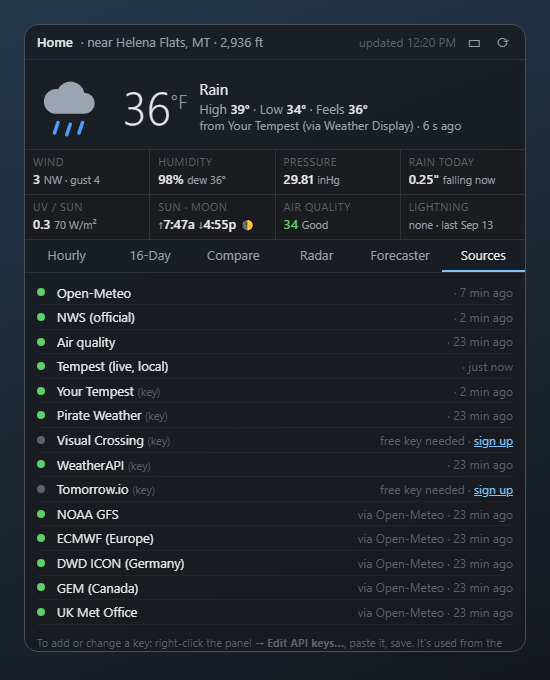 Home · near Helena Flats, MT · 2,936 ft updated 12:20 PM
36°F
Rain
High 39° · Low 34° · Feels 36°
from Your Tempest (via Weather Display) · 6 s ago
WIND HUMIDITY PRESSURE RAIN TODAY
3 NW · gust 4 98% dew 36° 29.81 inHg 0.25" falling now
UV / SUN SUN · MOON AIR QUALITY LIGHTNING
0.3 70 W/m² ↑7:47a ↓4:55p 34 Good none · last Sep 13
Hourly 16-Day Compare Radar Forecaster Sources
Open-Meteo · 7 min ago
NWS (official) · 2 min ago
Air quality · 23 min ago
Tempest (live, local) · just now
Your Tempest (key) · 2 min ago
Pirate Weather (key) · 23 min ago
Visual Crossing (key) free key needed · sign up
WeatherAPI (key) · 23 min ago
Tomorrow.io (key) free key needed · sign up
NOAA GFS via Open-Meteo · 23 min ago
ECMWF (Europe) via Open-Meteo · 23 min ago
DWD ICON (Germany) via Open-Meteo · 23 min ago
GEM (Canada) via Open-Meteo · 23 min ago
UK Met Office via Open-Meteo · 23 min ago
To add or change a key: right-click the panel → Edit API keys…, paste it, save. It's used from the